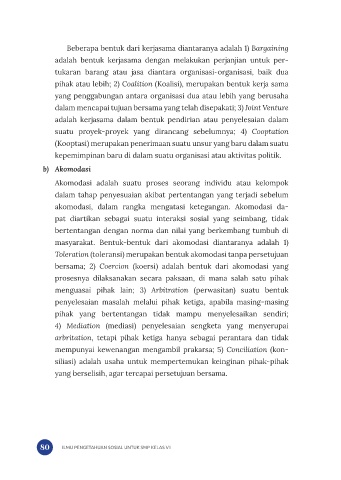 Beberapa bentuk dari kerjasama diantaranya adalah 1) Bargaining
adalah bentuk kerjasama dengan melakukan perjanjian untuk per-
tukaran barang atau jasa diantara organisasi-organisasi, baik dua
pihak atau lebih; 2) Coalition (Koalisi), merupakan bentuk kerja sama
yang penggabungan antara organisasi dua atau lebih yang berusaha
dalam mencapai tujuan bersama yang telah disepakati; 3) Joint Venture
adalah kerjasama dalam bentuk pendirian atau penyelesaian dalam
suatu proyek-proyek yang dirancang sebelumnya; 4) Cooptation
(Kooptasi) merupakan penerimaan suatu unsur yang baru dalam suatu
kepemimpinan baru di dalam suatu organisasi atau aktivitas politik.
b) Akomodasi
Akomodasi adalah suatu proses seorang individu atau kelompok
dalam tahap penyesuaian akibat pertentangan yang terjadi sebelum
akomodasi, dalam rangka mengatasi ketegangan. Akomodasi da-
pat diartikan sebagai suatu interaksi sosial yang seimbang, tidak
bertentangan dengan norma dan nilai yang berkembang tumbuh di
masyarakat. Bentuk-bentuk dari akomodasi diantaranya adalah 1)
Toleration (toleransi) merupakan bentuk akomodasi tanpa persetujuan
bersama; 2) Coercion (koersi) adalah bentuk dari akomodasi yang
prosesnya dilaksanakan secara paksaan, di mana salah satu pihak
menguasai pihak lain; 3) Arbitration (perwasitan) suatu bentuk
penyelesaian masalah melalui pihak ketiga, apabila masing-masing
pihak yang bertentangan tidak mampu menyelesaikan sendiri;
4) Mediation (mediasi) penyelesaian sengketa yang menyerupai
arbritation, tetapi pihak ketiga hanya sebagai perantara dan tidak
mempunyai kewenangan mengambil prakarsa; 5) Conciliation (kon-
siliasi) adalah usaha untuk mempertemukan keinginan pihak-pihak
yang berselisih, agar tercapai persetujuan bersama.
80 ILMU PENGETAHUAN SOSIAL UNTUK SMP KELAS VII